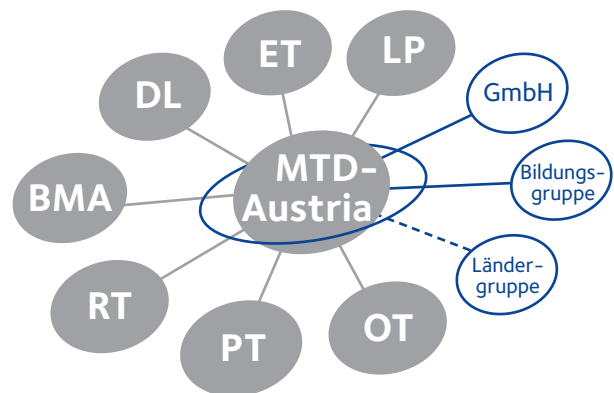 ET
LP
DL
GmbH
MTD-
Austria
Bildungs-
gruppe
BMA
Länder-
gruppe
RT
PT
OT